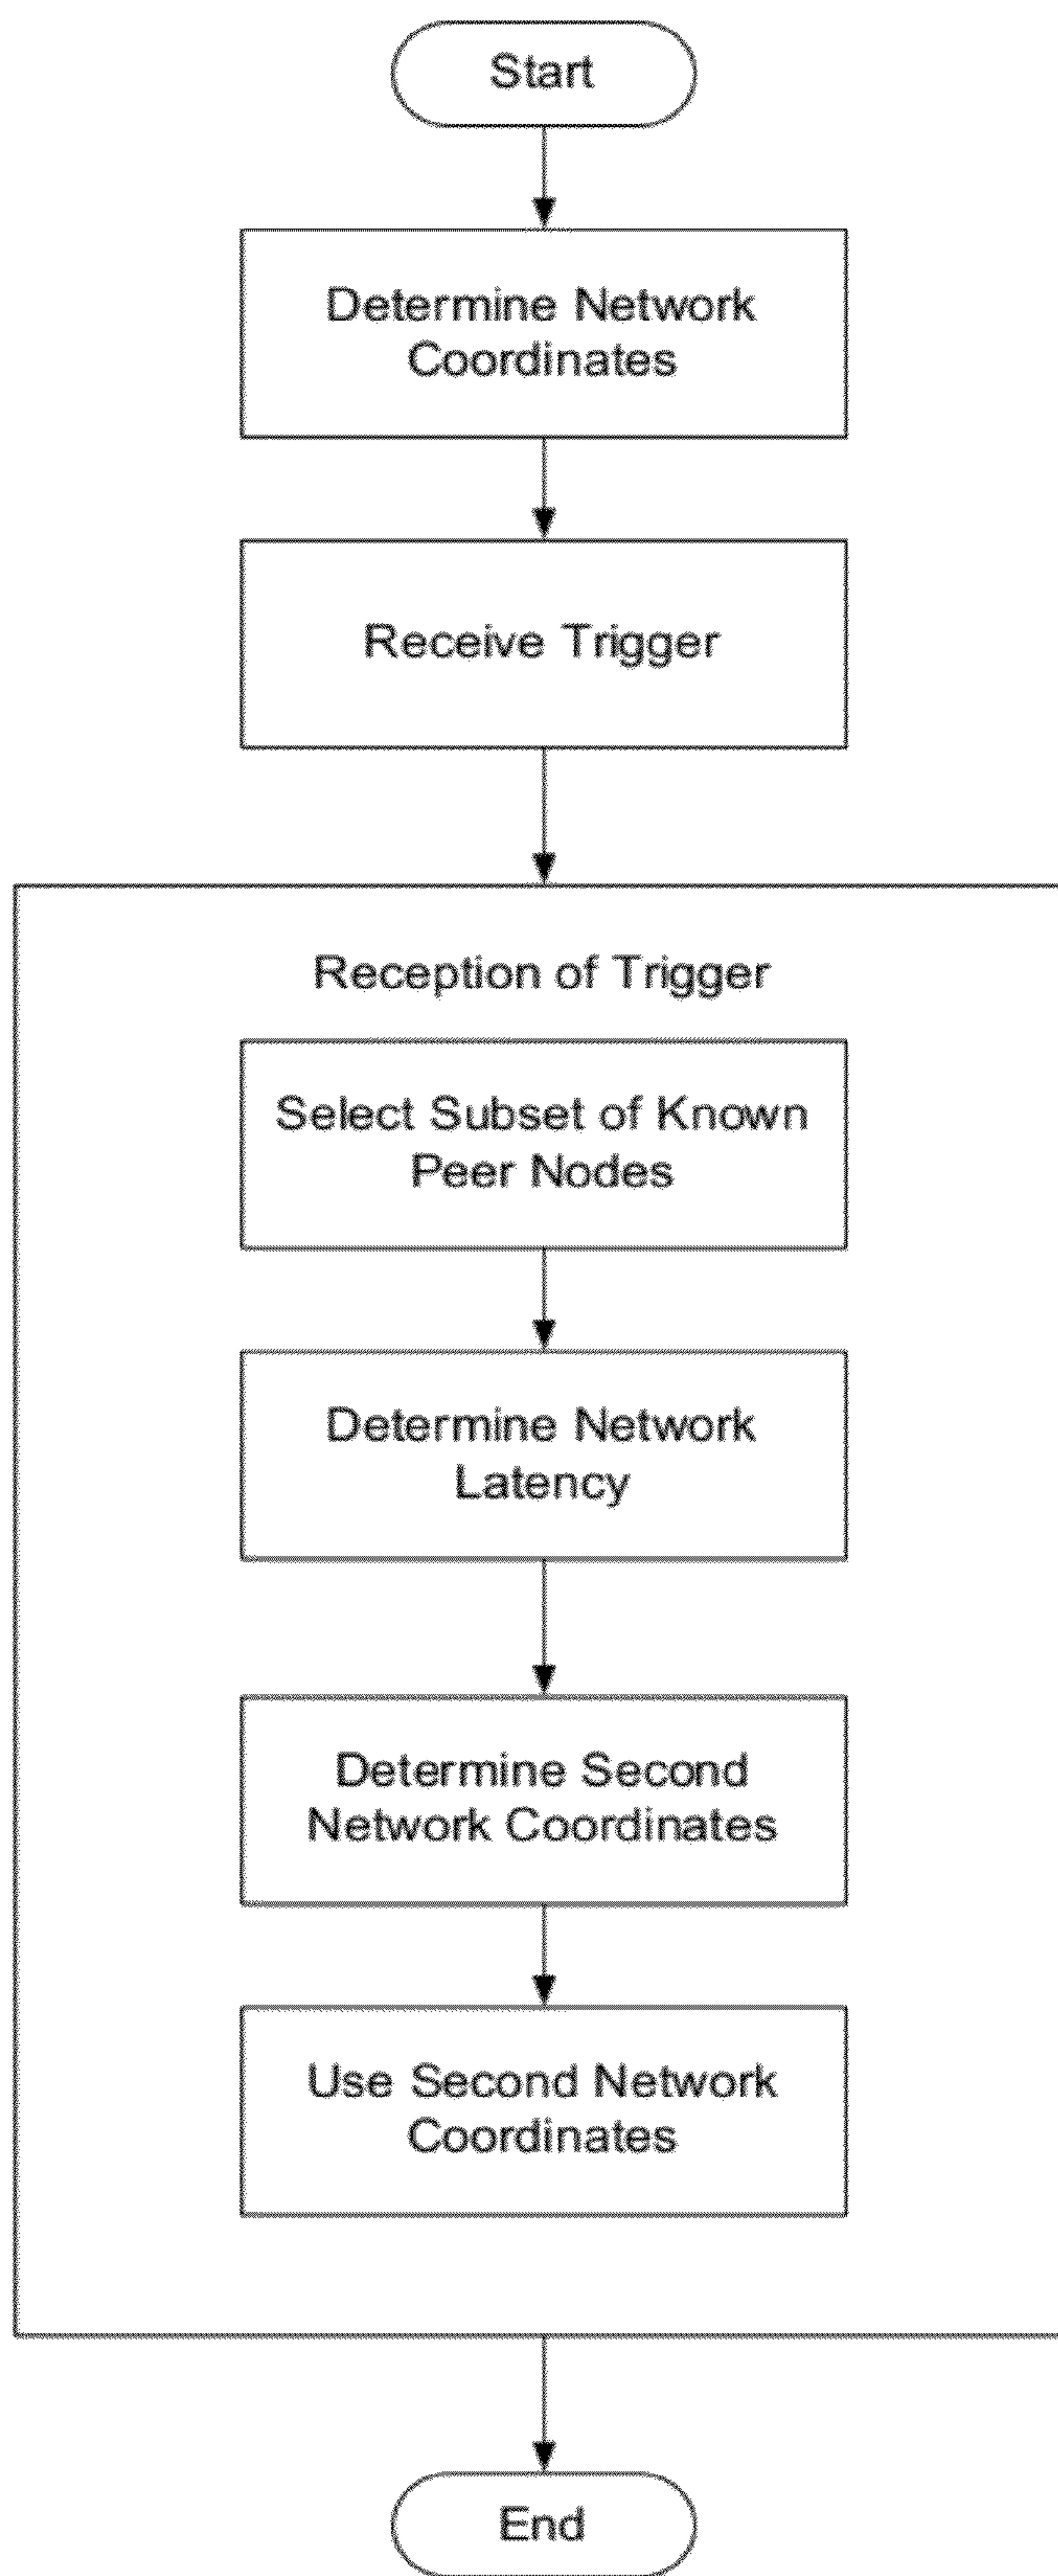 Start
Determine Network
Coordinates
Receive Trigger
Reception of Trigger
Select Subset of Known
Peer Nodes
Determine Network
Latency
Determine Second
Network Coordinates
Use Second Network
Coordinates
End